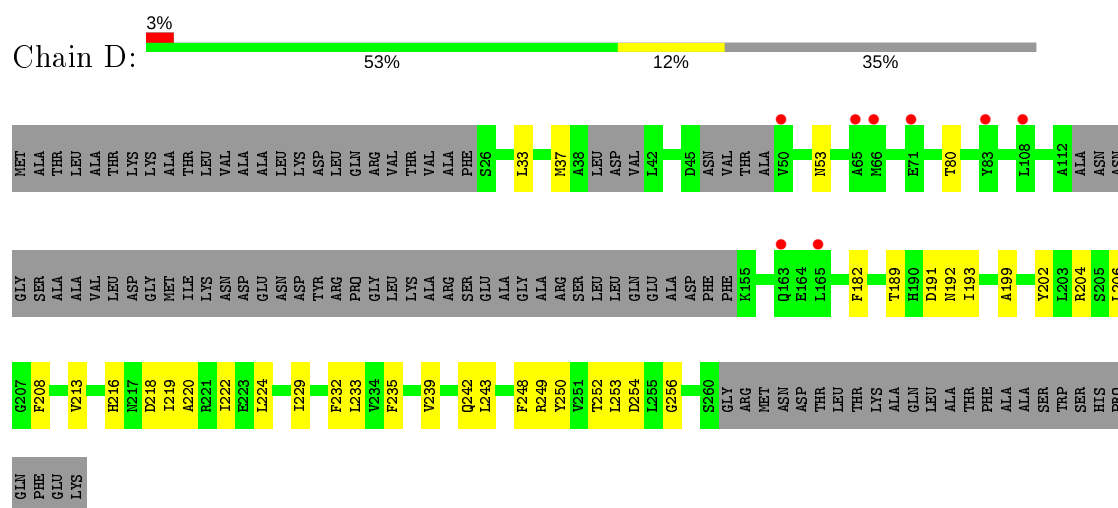 3%
Chain D:
53% 12% 35%
MET ALA THR LEU ALA THR LYS LYS ALA THR LEU VAL ALA ALA LEU LYS ASP LEU GLN ARG VAL THR VAL ALA PHE S26 L33 M37 A38 LEU ASP VAL L42 D45 ASN VAL THR ALA V50 N53 A65 M66 E71 T80 Y83 L108 A112 ALA ASN ASN
GLY SER ALA ALA VAL LEU ASP GLY MET ILE LYS ASN ASP GLU ASN ASP TYR ARG PRO GLY LEU LYS ALA ARG SER GLU ALA GLY ALA ARG SER LEU LEU GLN GLU ALA ASP PHE PHE K155 Q163 E164 L165 F182 T189 H190 D191 N192 I193 A199 Y202 L203 R204 S205 L206
G207 F208 V213 H216 N217 D218 I219 A220 R221 I222 E223 L224 I229 F232 L233 V234 F235 V239 Q242 L243 F248 R249 Y250 V251 T252 L253 D254 L255 G256 S260 GLY ARG MET ASN ASP THR LEU THR LYS ALA GLN LEU ALA THR PHE ALA ALA SER TRP SER HIS PRO
GLN PHE GLU LYS